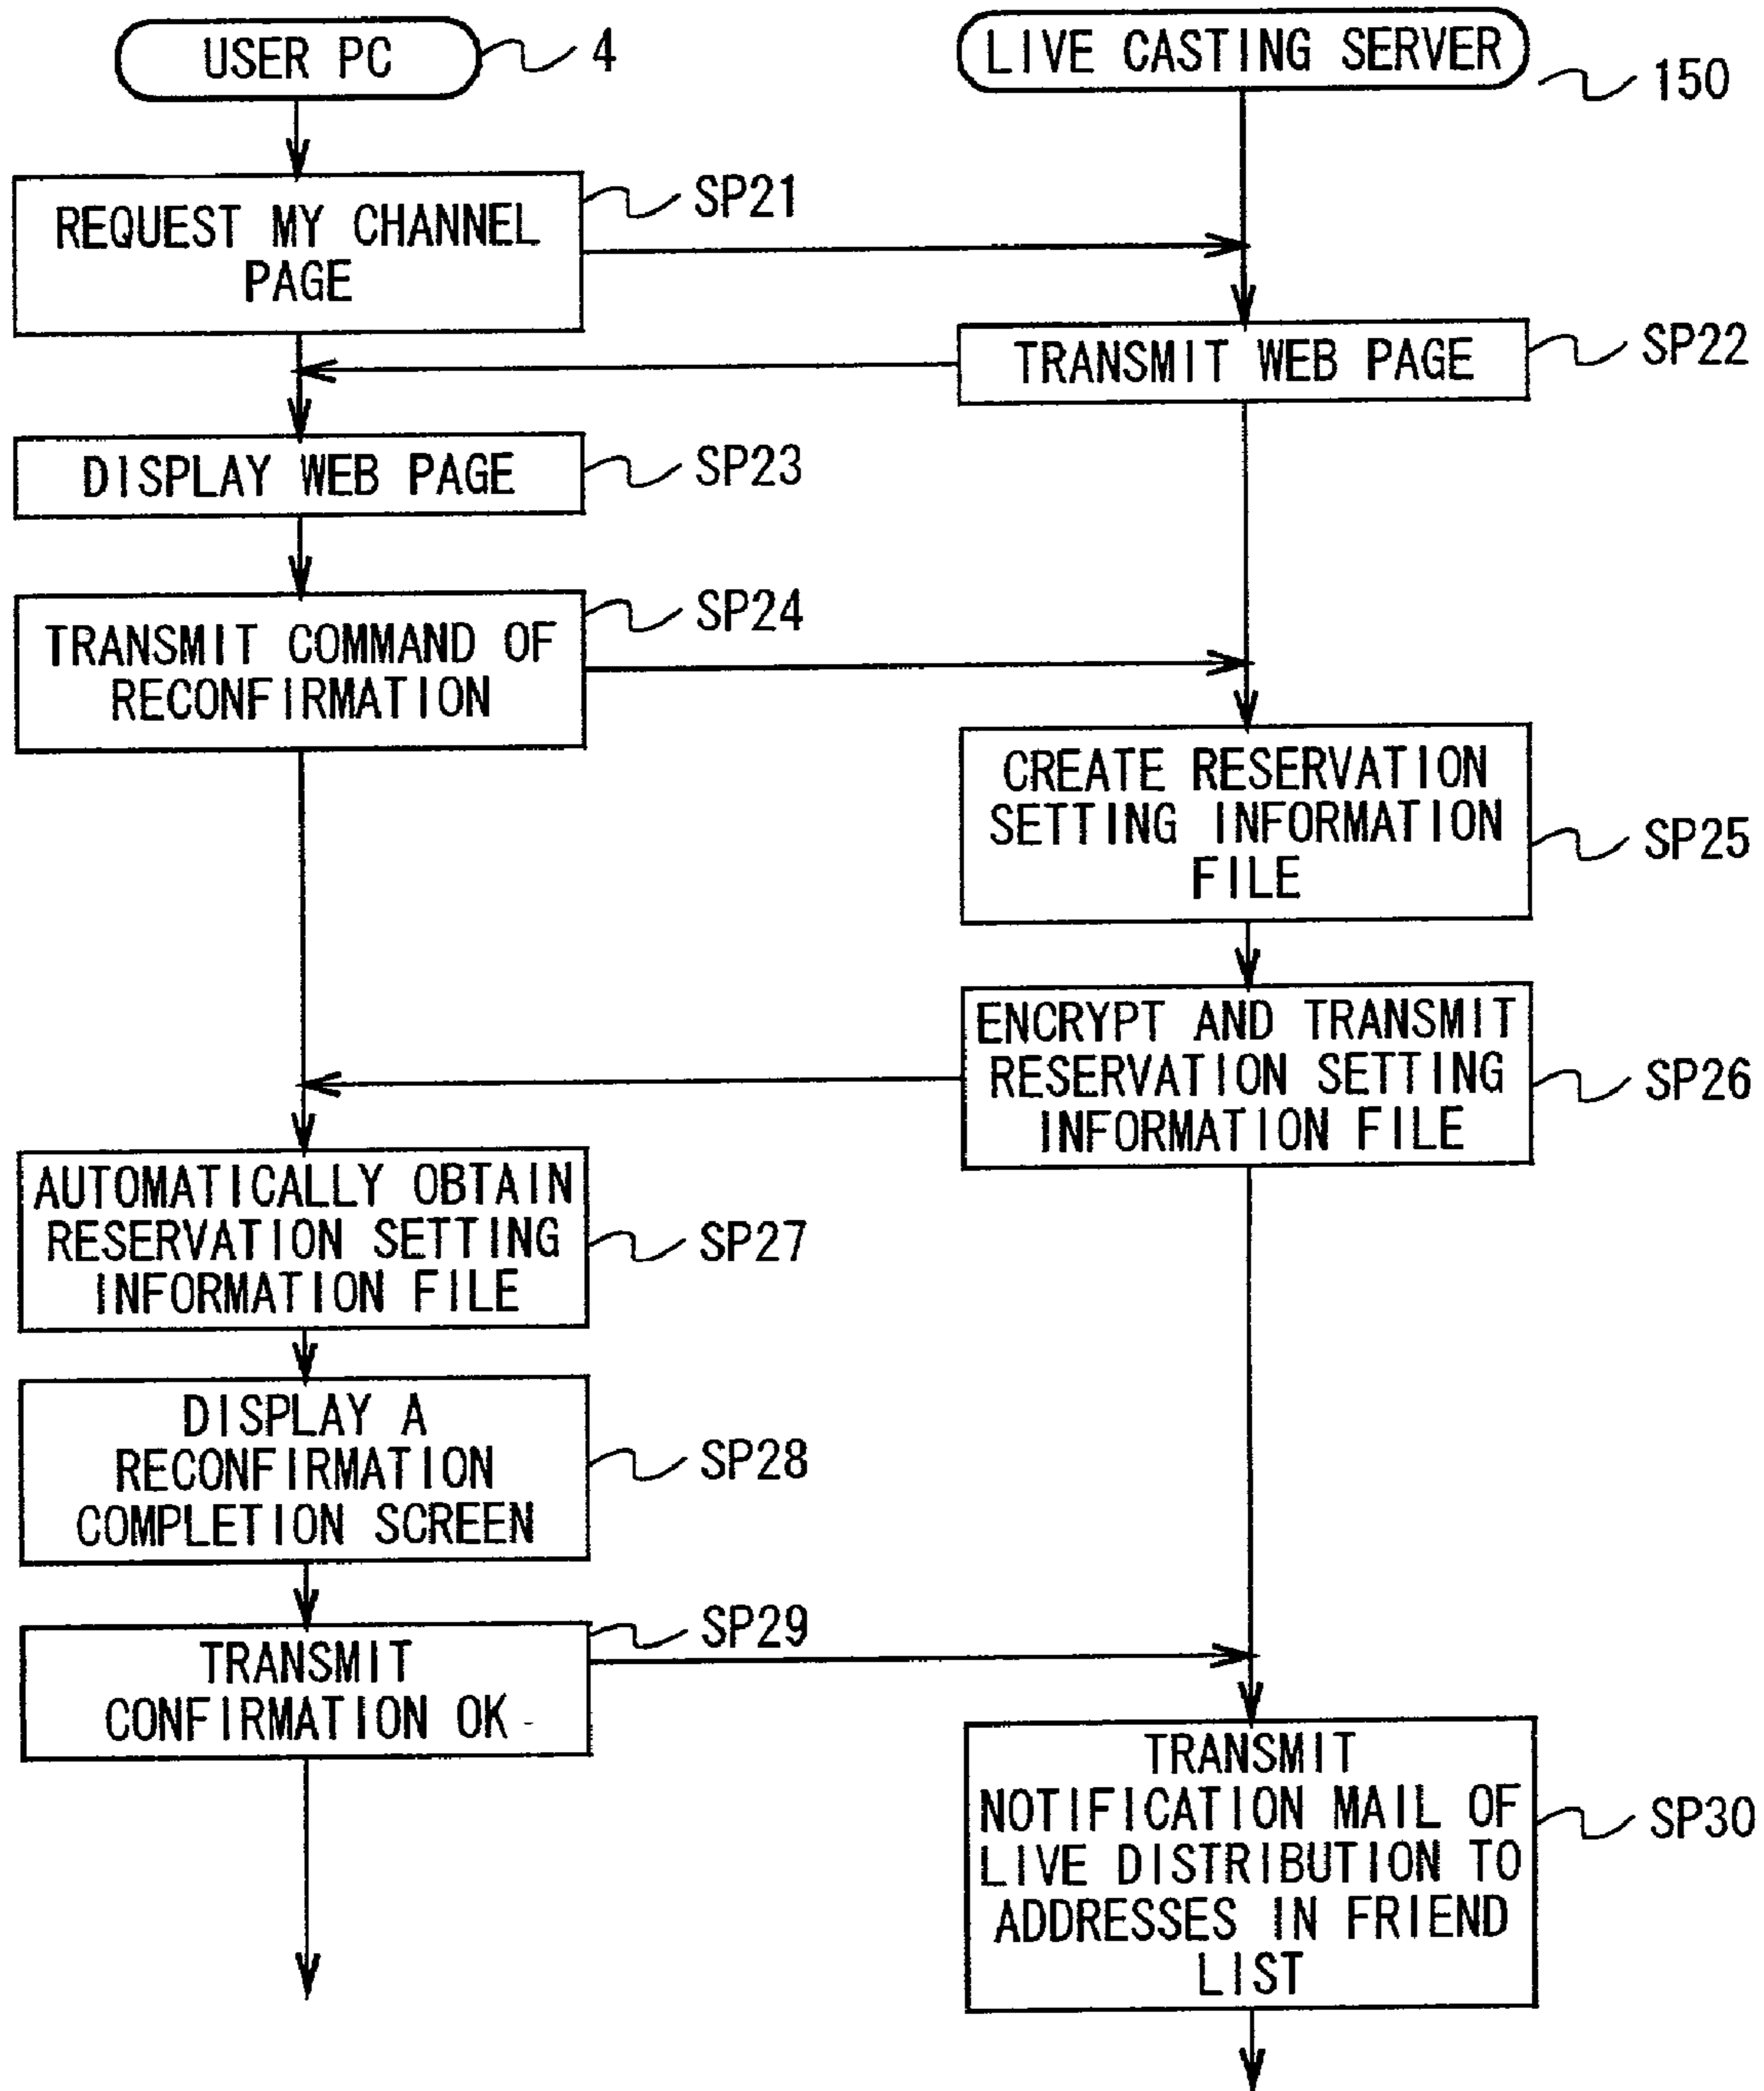 USER PC
4
LIVE CASTING SERVER
150
REQUEST MY CHANNEL
PAGE
SP21
TRANSMIT WEB PAGE
SP22
DISPLAY WEB PAGE
SP23
TRANSMIT COMMAND OF
RECONFIRMATION
SP24
CREATE RESERVATION
SETTING INFORMATION
FILE
SP25
ENCRYPT AND TRANSMIT
RESERVATION SETTING
INFORMATION FILE
SP26
AUTOMATICALLY OBTAIN
RESERVATION SETTING
INFORMATION FILE
SP27
DISPLAY A
RECONFIRMATION
COMPLETION SCREEN
SP28
TRANSMIT
CONFIRMATION OK
SP29
TRANSMIT
NOTIFICATION MAIL OF
LIVE DISTRIBUTION TO
ADDRESSES IN FRIEND
LIST
SP30